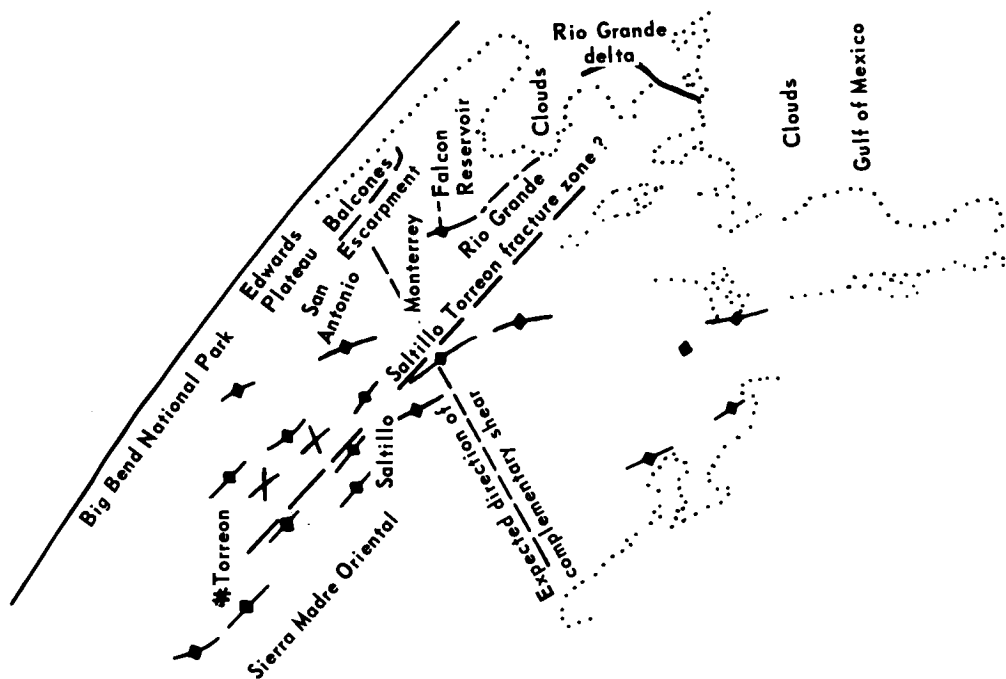 Rio Grande
delta
Clouds
Clouds
Gulf of Mexico
Falcon
Reservoir
Balcones
Escarpment
Edwards
Plateau
San
Antonio
Monterrey
Rio Grande
Saltillo Torreon fracture zone ?
Big Bend National Park
Saltillo
Expected direction of
complementary shear
Torreon
Sierra Madre Oriental